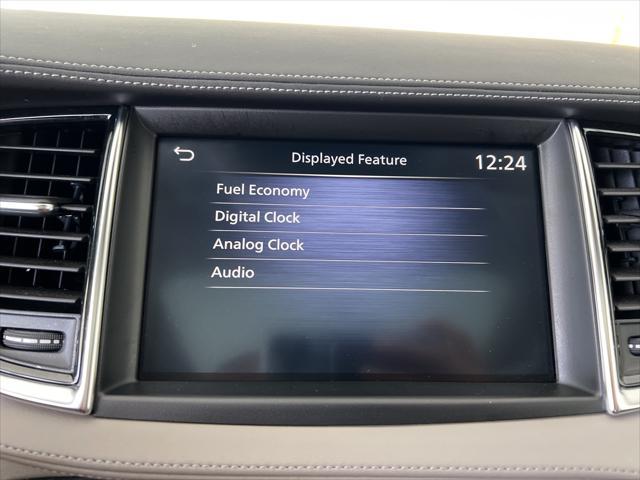 Displayed Feature 12:24
Fuel Economy
Digital Clock
Analog Clock
Audio